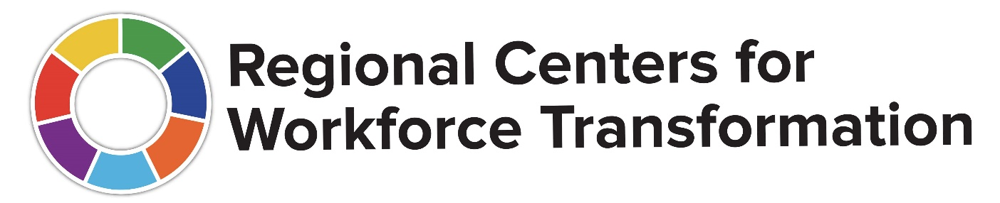 Regional Centers for
Workforce Transformation